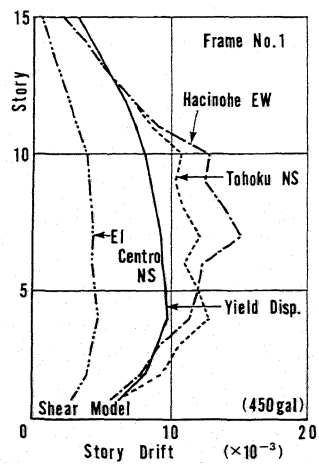 15
Frame No.1
Story
Hacinohe EW
10
Tohoku NS
El
Centro
NS
5
Yield Disp.
Shear Model
(450gal)
0
10
20
Story Drift (×10⁻³)